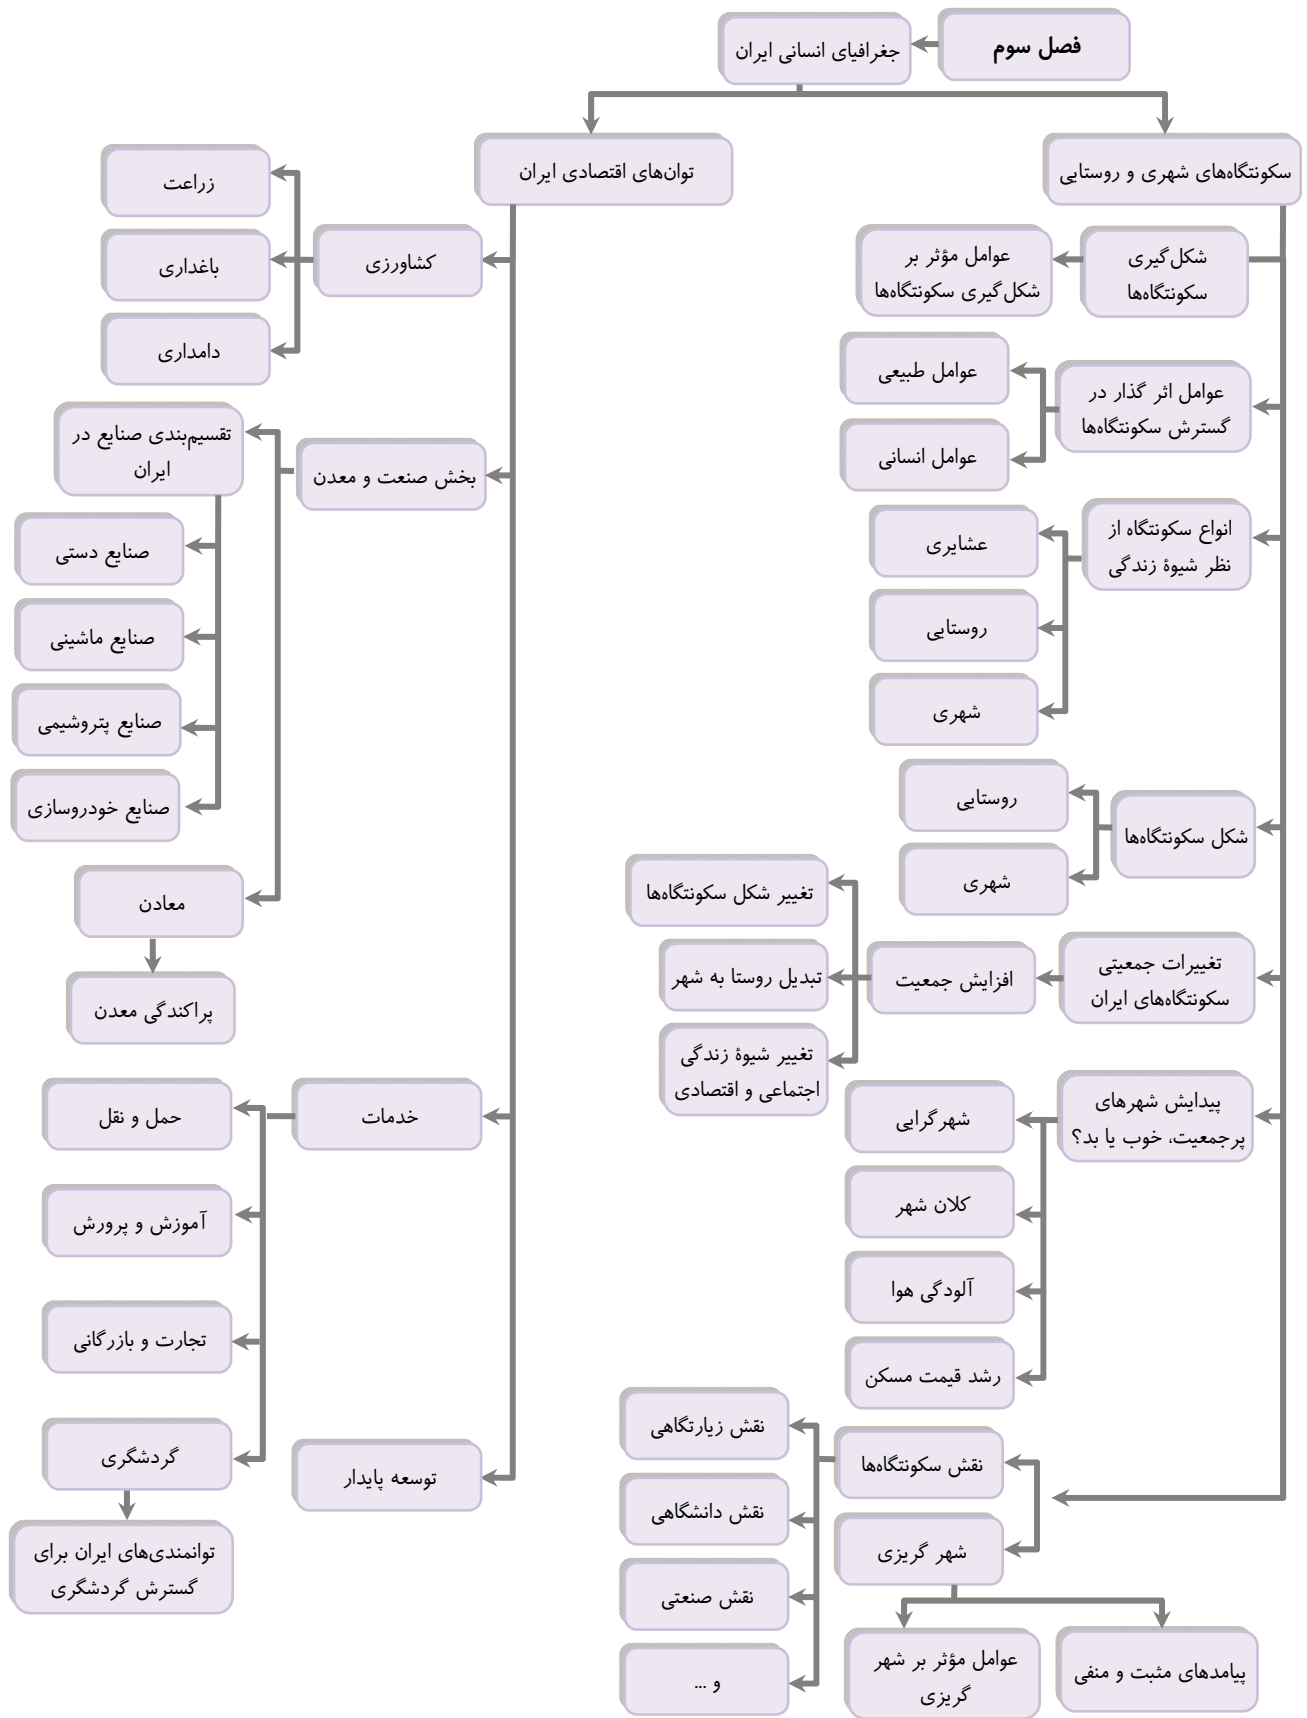 فصل سوم
جغرافیای انسانی ایران
سکونتگاه‌های شهری و روستایی
شکل‌گیری
سکونتگاه‌ها
عوامل مؤثر بر
شکل‌گیری سکونتگاه‌ها
عوامل اثر گذار در
گسترش سکونتگاه‌ها
عوامل طبیعی
عوامل انسانی
انواع سکونتگاه از
نظر شیوۀ زندگی
عشایری
روستایی
شهری
شکل سکونتگاه‌ها
روستایی
شهری
تغییرات جمعیتی
سکونتگاه‌های ایران
افزایش جمعیت
تغییر شکل سکونتگاه‌ها
تبدیل روستا به شهر
تغییر شیوۀ زندگی
اجتماعی و اقتصادی
پیدایش شهرهای
پرجمعیت، خوب یا بد؟
شهرگرایی
کلان شهر
آلودگی هوا
رشد قیمت مسکن
نقش سکونتگاه‌ها
نقش زیارتگاهی
نقش دانشگاهی
نقش صنعتی
و ...
شهر گریزی
پیامدهای مثبت و منفی
عوامل مؤثر بر شهر
گریزی
توان‌های اقتصادی ایران
کشاورزی
زراعت
باغداری
دامداری
بخش صنعت و معدن
تقسیم‌بندی صنایع در
ایران
صنایع دستی
صنایع ماشینی
صنایع پتروشیمی
صنایع خودروسازی
معادن
پراکندگی معدن
خدمات
حمل و نقل
آموزش و پرورش
تجارت و بازرگانی
گردشگری
توانمندی‌های ایران برای
گسترش گردشگری
توسعه پایدار